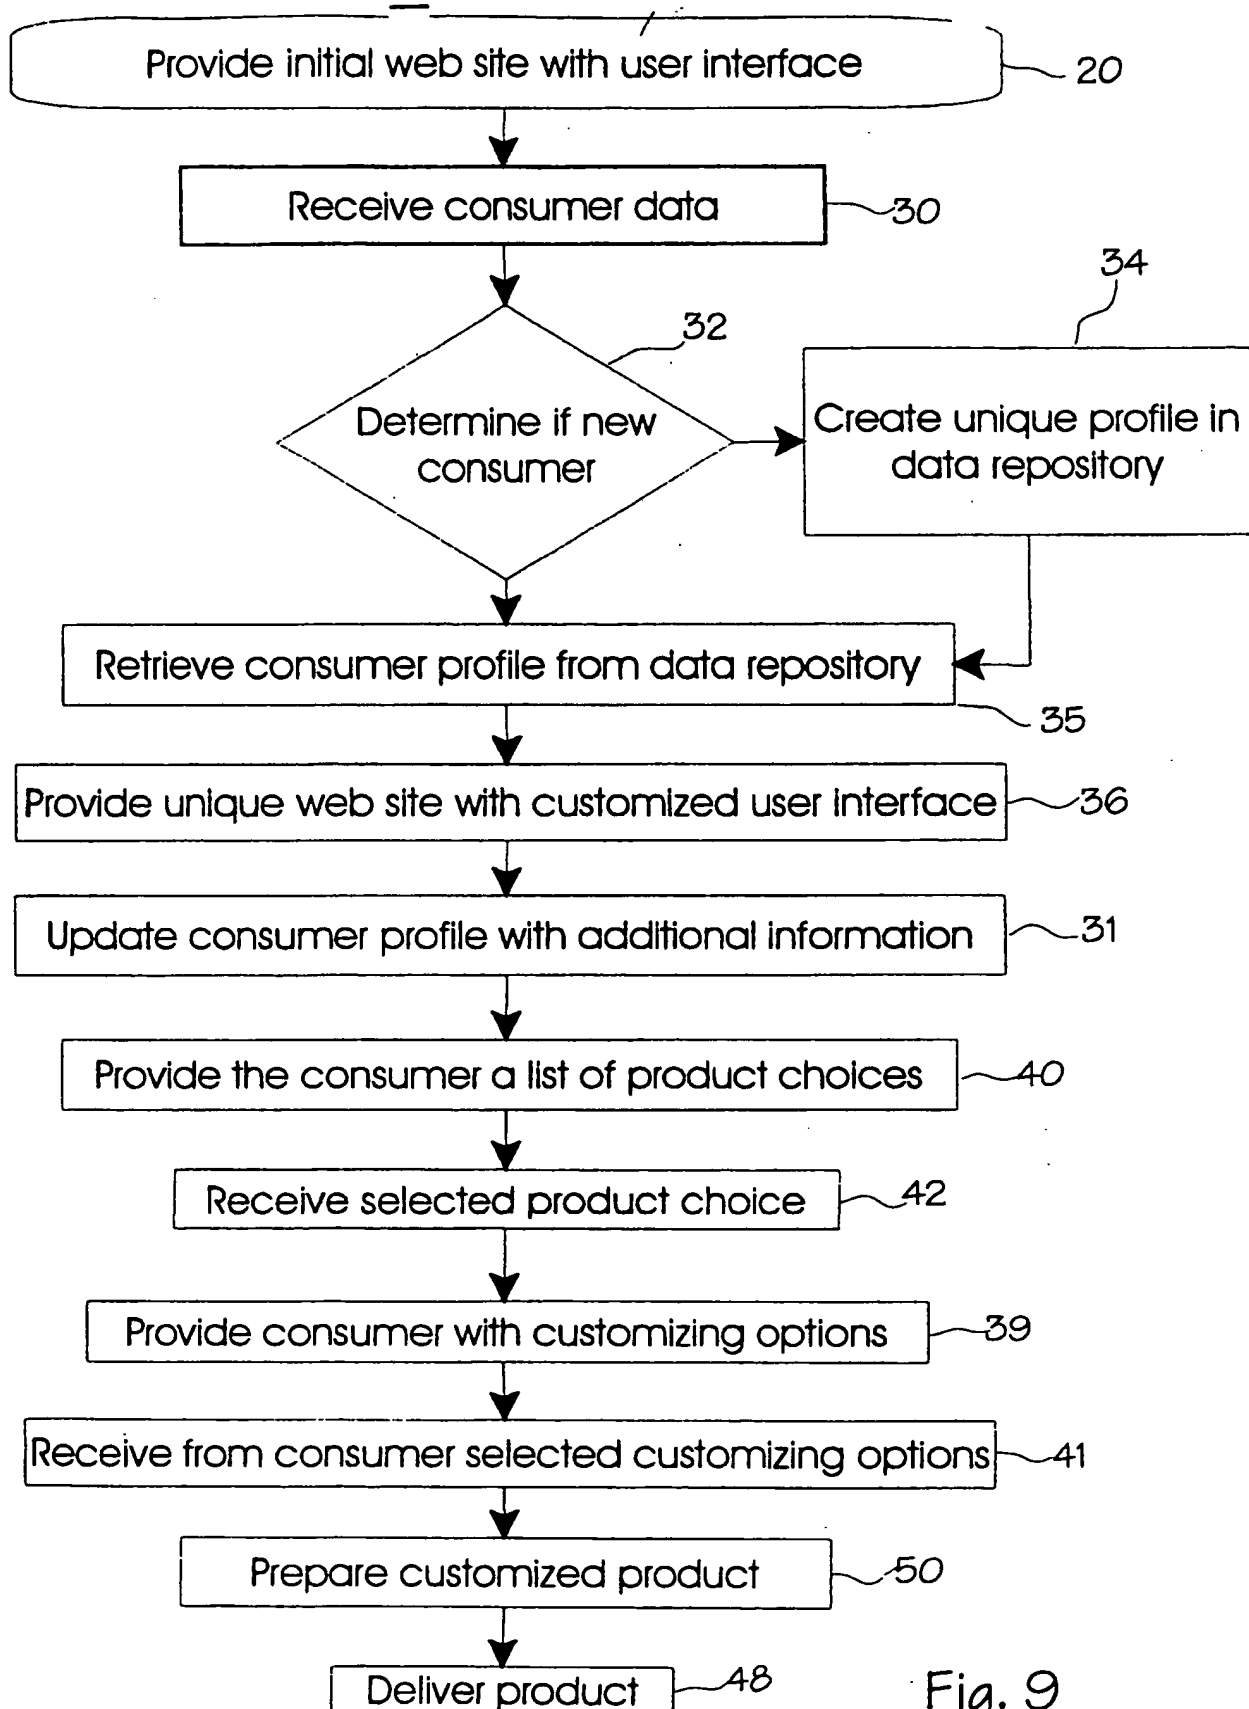 Provide initial web site with user interface
20
Receive consumer data
30
34
32
Determine if new
consumer
Create unique profile in
data repository
Retrieve consumer profile from data repository
35
Provide unique web site with customized user interface
36
Update consumer profile with additional information
31
Provide the consumer a list of product choices
40
Receive selected product choice
42
Provide consumer with customizing options
39
Receive from consumer selected customizing options
41
Prepare customized product
50
Deliver product
48
Fig. 9